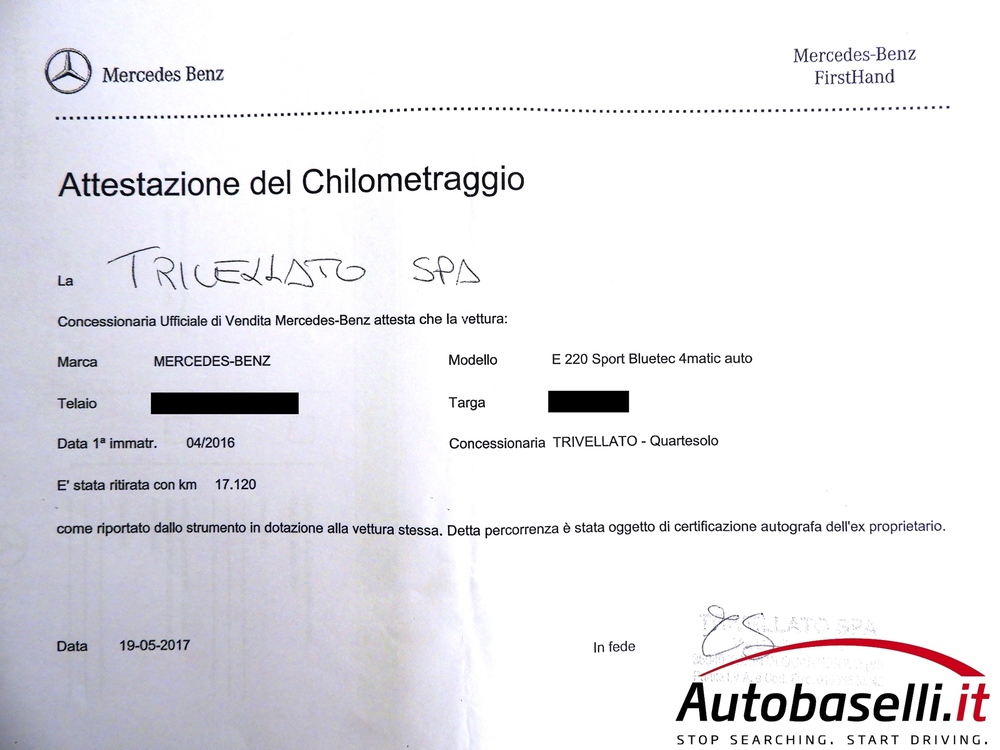 Mercedes Benz
Mercedes-Benz
FirstHand
Attestazione del Chilometraggio
La TRIVELLATO SPA
Concessionaria Ufficiale di Vendita Mercedes-Benz attesta che la vettura:
Marca MERCEDES-BENZ Modello E 220 Sport Bluetec 4matic auto
Telaio Targa
Data 1ª immatr. 04/2016 Concessionaria TRIVELLATO - Quartesolo
E' stata ritirata con km 17.120
come riportato dallo strumento in dotazione alla vettura stessa. Detta percorrenza è stata oggetto di certificazione autografa dell'ex proprietario.
Data 19-05-2017 In fede
TRIVELLATO SPA
Autobaselli.it
STOP SEARCHING. START DRIVING.